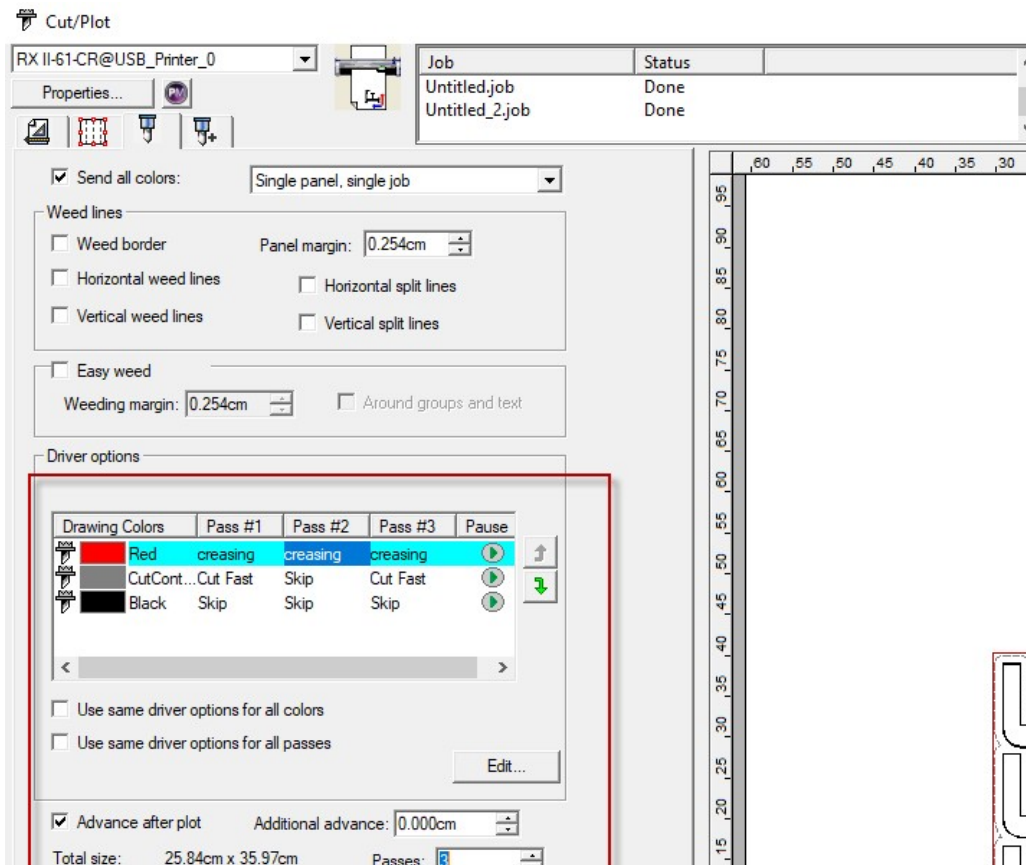 Cut/Plot
RX II-61-CR@USB_Printer_0
Job Status
Properties...
PM
Untitled.job Done
Untitled_2.job Done
Send all colors: Single panel, single job
60 55 50 45 40 35 30
Weed lines
Weed border Panel margin: 0.254cm
Horizontal weed lines
Horizontal split lines
Vertical weed lines
Vertical split lines
Easy weed
Weeding margin: 0.254cm Around groups and text
Driver options
Drawing Colors Pass #1 Pass #2 Pass #3 Pause
Red creasing creasing creasing
CutCont... Cut Fast Skip Cut Fast
Black Skip Skip Skip
Use same driver options for all colors
Use same driver options for all passes
Edit...
Advance after plot Additional advance: 0.000cm
Total size: 25.84cm x 35.97cm Passes: 3
95
90
85
80
75
70
65
60
55
50
45
40
35
30
25
20
15